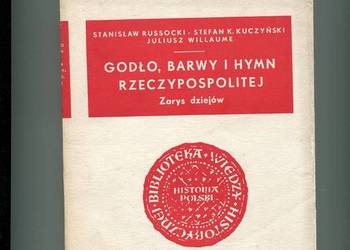 STANISŁAW RUSSOCKI · STEFAN K. KUCZYŃSKI
JULIUSZ WILLAUME
GODŁO, BARWY I HYMN
RZECZYPOSPOLITEJ
Zarys dziejów
BIBLIOTEKA · WIEDZY · HISTORYCZNEJ
HISTORIA
POLSKI